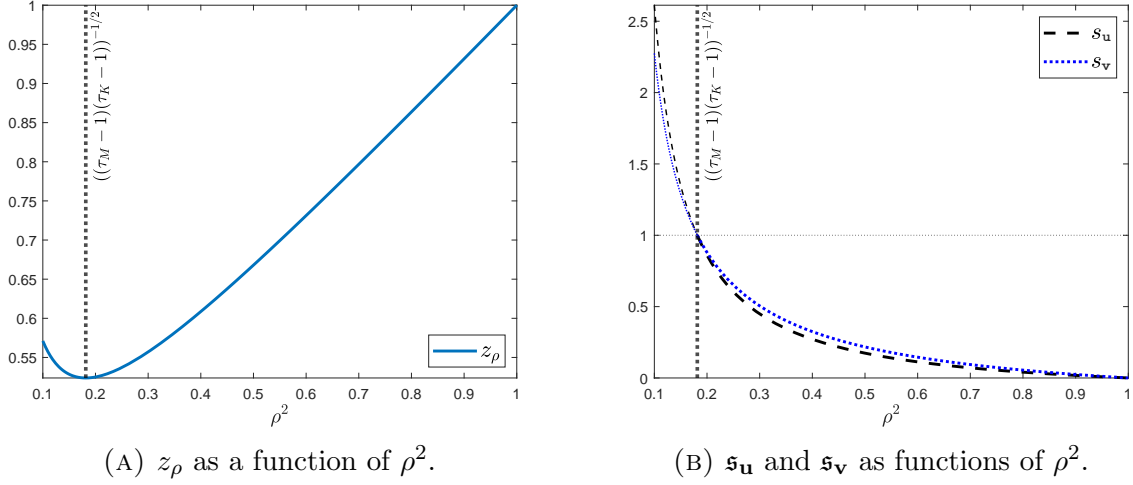 1
0.95
0.9
0.85
0.8
0.75
0.7
0.65
0.6
0.55
((τ_M − 1)(τ_K − 1))^{−1/2}
z_ρ
0.1 0.2 0.3 0.4 0.5 0.6 0.7 0.8 0.9 1
ρ^2
(A) z_ρ as a function of ρ^2.
2.5
2
1.5
1
0.5
0
((τ_M − 1)(τ_K − 1))^{−1/2}
s_u
s_v
0.1 0.2 0.3 0.4 0.5 0.6 0.7 0.8 0.9 1
ρ^2
(B) 𝔰_u and 𝔰_v as functions of ρ^2.